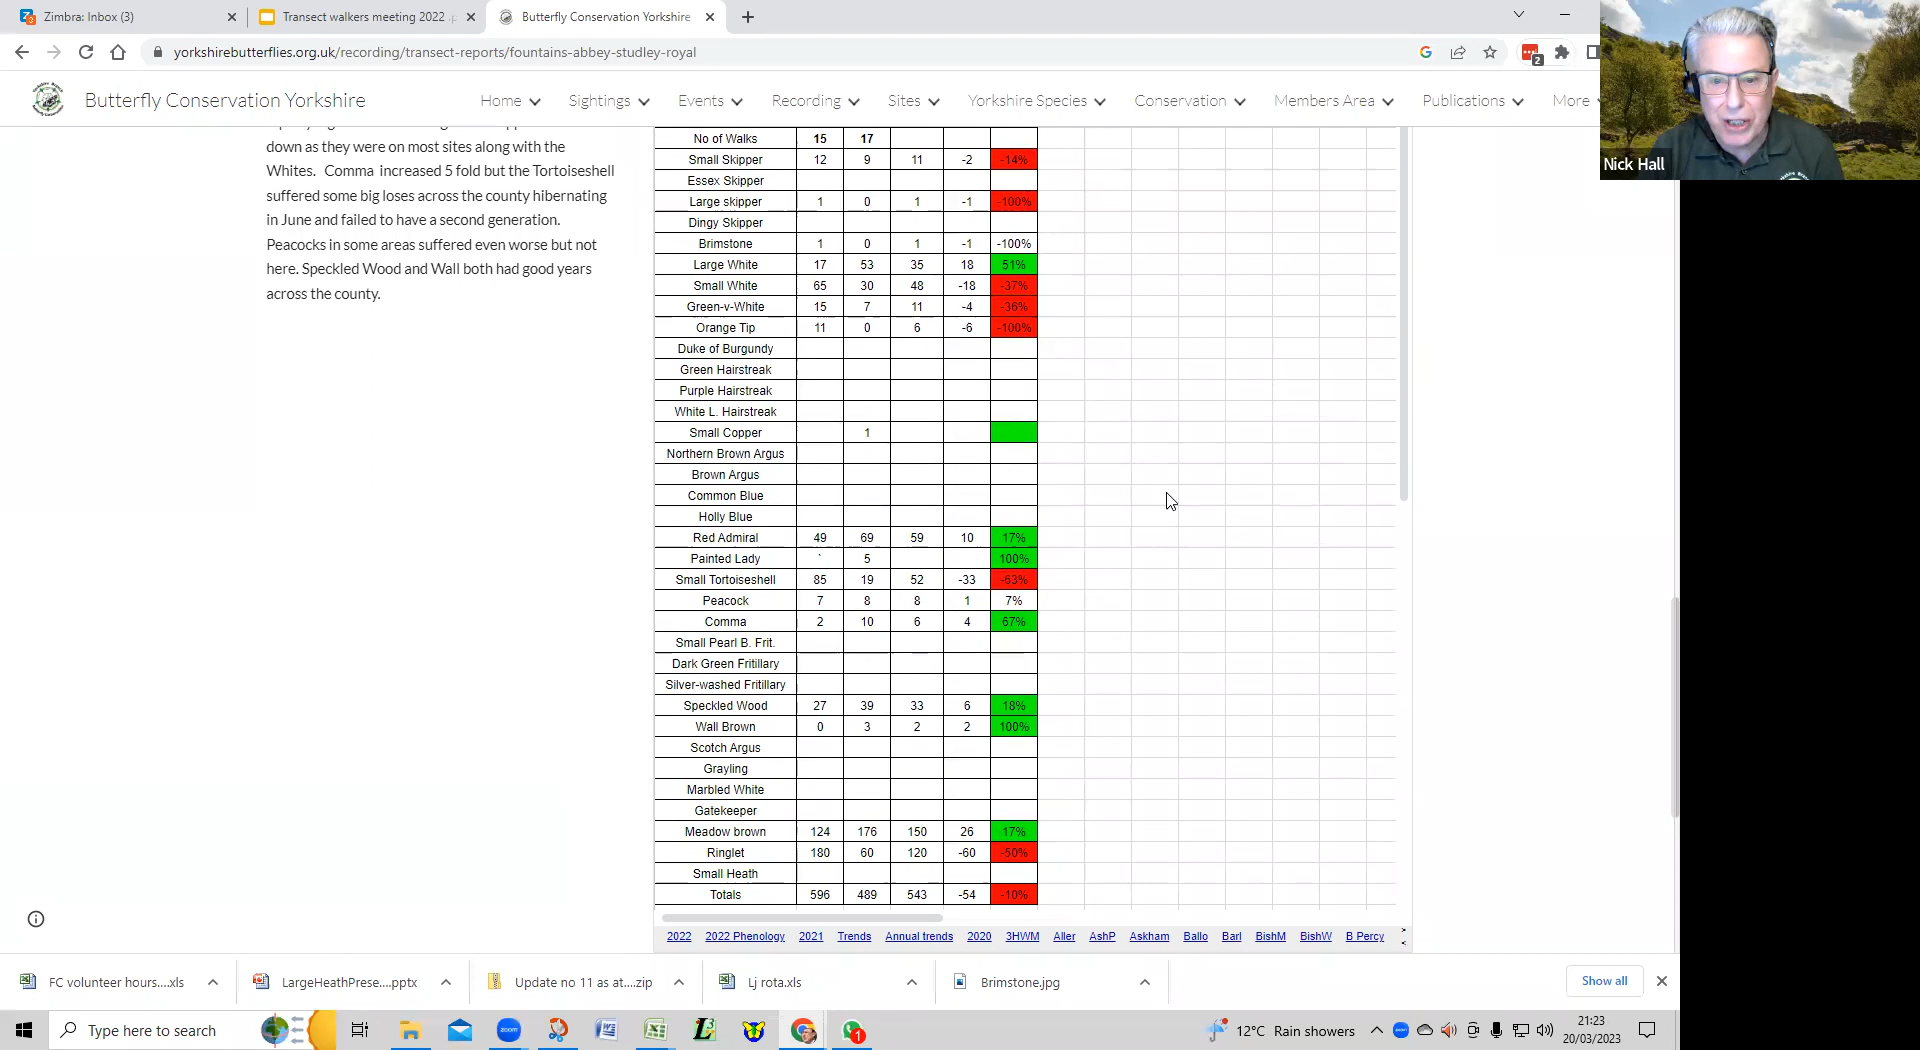 Zimbra: Inbox (3)
Transect walkers meeting 2022
Butterfly Conservation Yorkshire
yorkshirebutterflies.org.uk/recording/transect-reports/fountains-abbey-studley-royal
2
Butterfly Conservation Yorkshire
Home
Sightings
Events
Recording
Sites
Yorkshire Species
Conservation
Members Area
Publications
More
Nick Hall
down as they were on most sites along with the
Whites. Comma increased 5 fold but the Tortoiseshell
suffered some big loses across the county hibernating
in June and failed to have a second generation.
Peacocks in some areas suffered even worse but not
here. Speckled Wood and Wall both had good years
across the county.
No of Walks 15 17
Small Skipper 12 9 11 -2 -14%
Essex Skipper
Large skipper 1 0 1 -1 -100%
Dingy Skipper
Brimstone 1 0 1 -1 -100%
Large White 17 53 35 18 51%
Small White 65 30 48 -18 -37%
Green-v-White 15 7 11 -4 -36%
Orange Tip 11 0 6 -6 -100%
Duke of Burgundy
Green Hairstreak
Purple Hairstreak
White L. Hairstreak
Small Copper 1
Northern Brown Argus
Brown Argus
Common Blue
Holly Blue
Red Admiral 49 69 59 10 17%
Painted Lady ` 5 100%
Small Tortoiseshell 85 19 52 -33 -63%
Peacock 7 8 8 1 7%
Comma 2 10 6 4 67%
Small Pearl B. Frit.
Dark Green Fritillary
Silver-washed Fritillary
Speckled Wood 27 39 33 6 18%
Wall Brown 0 3 2 2 100%
Scotch Argus
Grayling
Marbled White
Gatekeeper
Meadow brown 124 176 150 26 17%
Ringlet 180 60 120 -60 -50%
Small Heath
Totals 596 489 543 -54 -10%
2022 2022 Phenology 2021 Trends Annual trends 2020 3HWM Aller AshP Askham Ballo Barl BishM BishW B Percy
FC volunteer hours....xls
LargeHeathPrese....pptx
Update no 11 as at....zip
Lj rota.xls
Brimstone.jpg
Show all
Type here to search
zoom
1
12°C Rain showers
21:23
20/03/2023